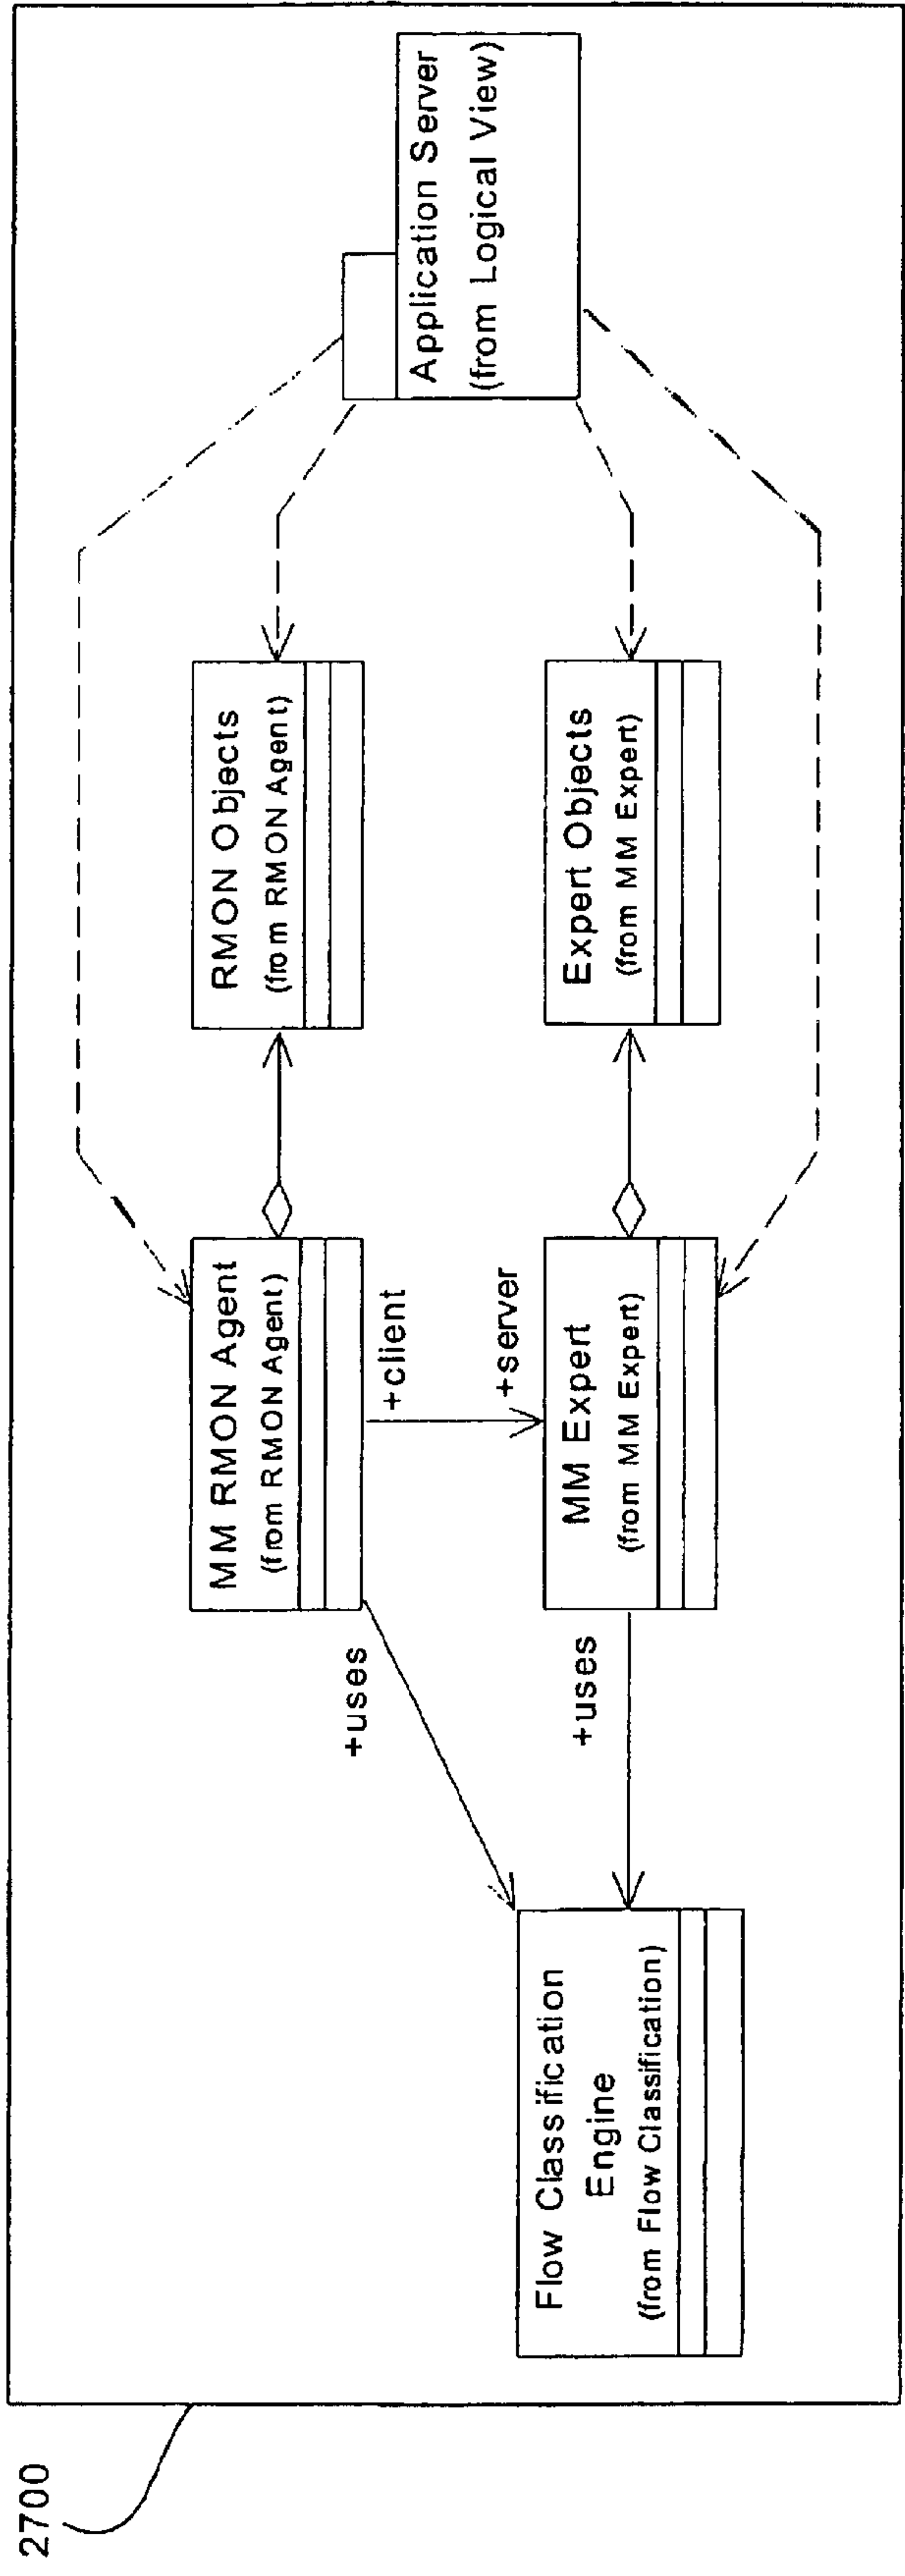 2700
Flow Classification
Engine
(from Flow Classification)
+uses
+uses
MM RMON Agent
(from RMON Agent)
+client
+server
MM Expert
(from MM Expert)
RMON Objects
(from RMON Agent)
Expert Objects
(from MM Expert)
Application Server
(from Logical View)